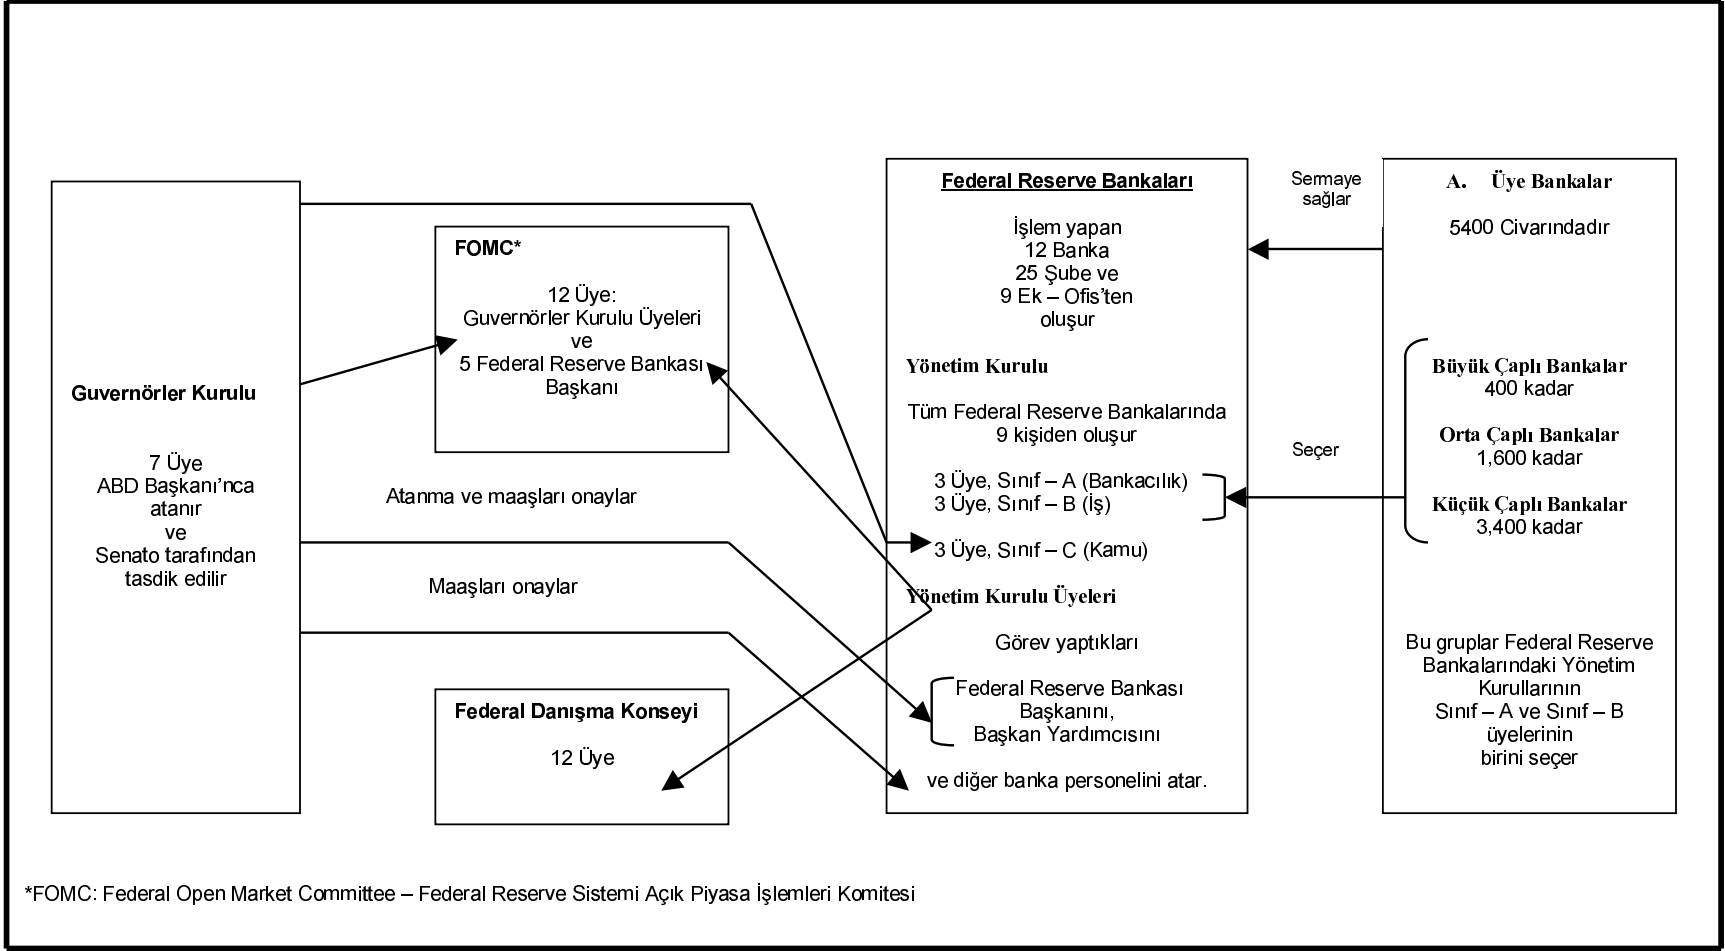 Guvernörler Kurulu
7 Üye
ABD Başkanı’nca
atanır
ve
Senato tarafından
tasdik edilir
FOMC*
12 Üye:
Guvernörler Kurulu Üyeleri
ve
5 Federal Reserve Bankası
Başkanı
Atanma ve maaşları onaylar
Maaşları onaylar
Federal Danışma Konseyi
12 Üye
Federal Reserve Bankaları
İşlem yapan
12 Banka
25 Şube ve
9 Ek – Ofis’ten
oluşur
Yönetim Kurulu
Tüm Federal Reserve Bankalarında
9 kişiden oluşur
3 Üye, Sınıf – A (Bankacılık)
3 Üye, Sınıf – B (İş)
3 Üye, Sınıf – C (Kamu)
Yönetim Kurulu Üyeleri
Görev yaptıkları
Federal Reserve Bankası
Başkanını,
Başkan Yardımcısını
ve diğer banka personelini atar.
Sermaye
sağlar
Seçer
A. Üye Bankalar
5400 Civarındadır
Büyük Çaplı Bankalar
400 kadar
Orta Çaplı Bankalar
1,600 kadar
Küçük Çaplı Bankalar
3,400 kadar
Bu gruplar Federal Reserve
Bankalarındaki Yönetim
Kurullarının
Sınıf – A ve Sınıf – B
üyelerinin
birini seçer
*FOMC: Federal Open Market Committee – Federal Reserve Sistemi Açık Piyasa İşlemleri Komitesi